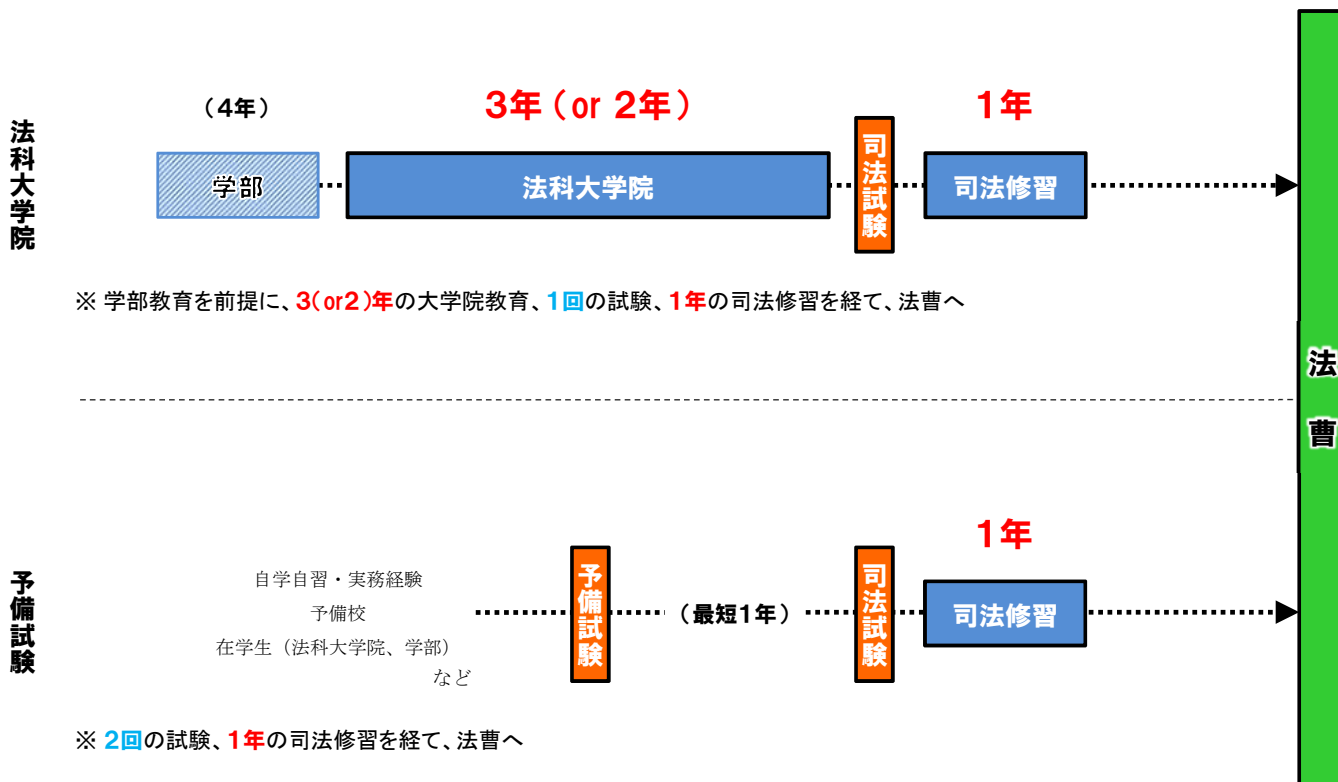 法科大学院
(4年)
3年(or 2年)
1年
学部
法科大学院
司法試験
司法修習
※ 学部教育を前提に、3(or2)年の大学院教育、1回の試験、1年の司法修習を経て、法曹へ
法曹
予備試験
1年
自学自習・実務経験
予備校
在学生(法科大学院、学部)
など
予備試験
(最短1年)
司法試験
司法修習
※ 2回の試験、1年の司法修習を経て、法曹へ